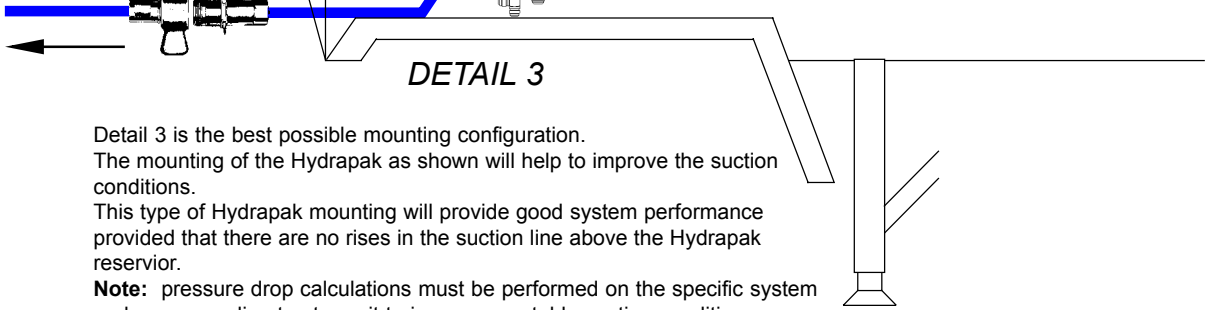 DETAIL 3
Detail 3 is the best possible mounting configuration.
The mounting of the Hydrapak as shown will help to improve the suction
conditions.
This type of Hydrapak mounting will provide good system performance
provided that there are no rises in the suction line above the Hydrapak
reservior.
Note: pressure drop calculations must be performed on the specific system